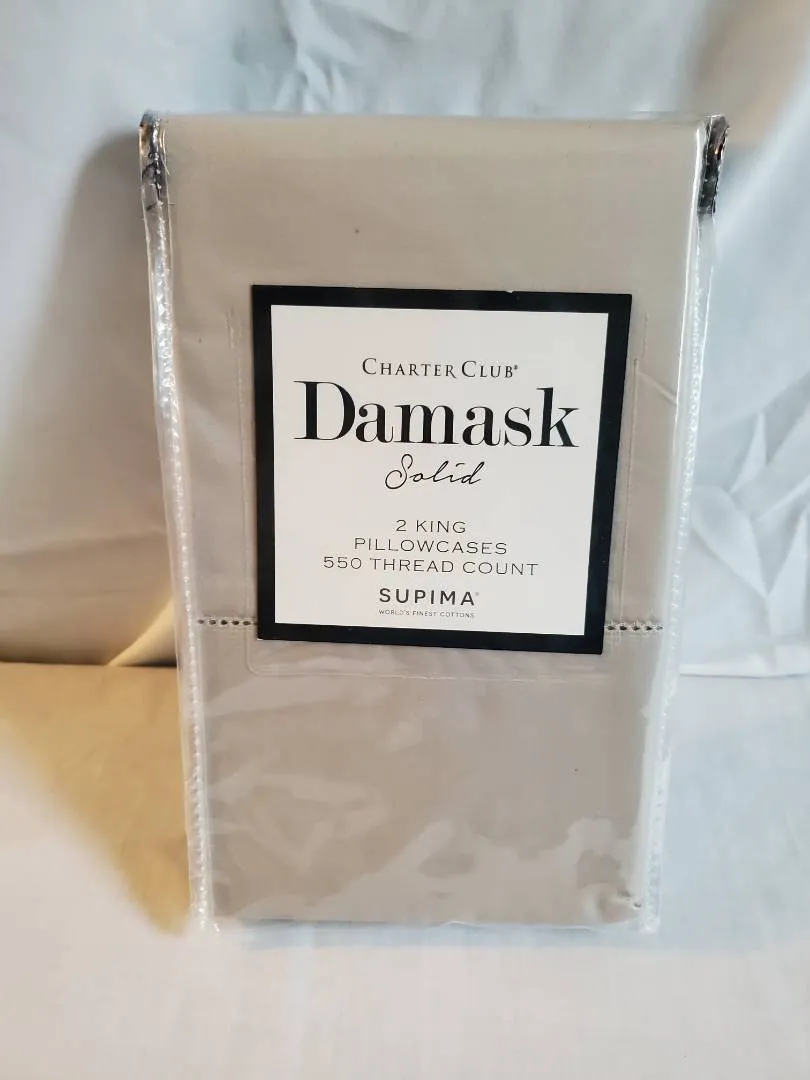 CHARTER CLUB®
Damask
Solid
2 KING
PILLOWCASES
550 THREAD COUNT
SUPIMA®
WORLD'S FINEST COTTONS